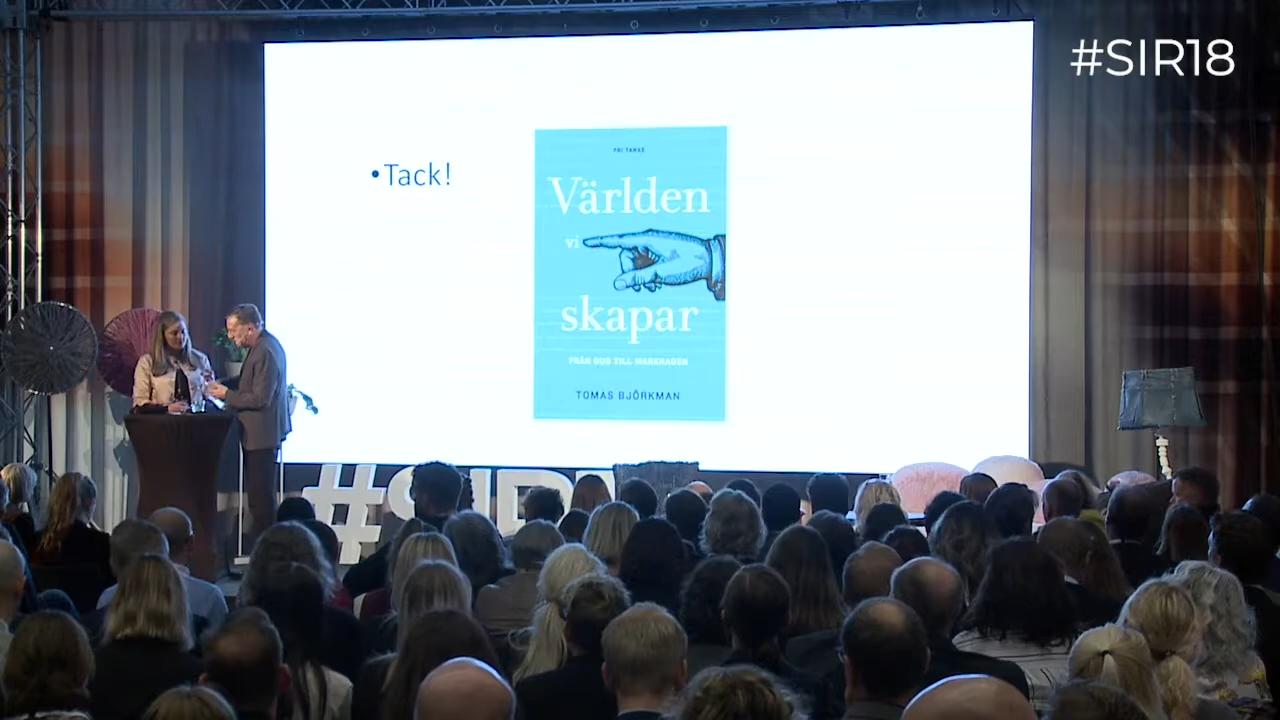 #SIR18
•Tack!
FRI TANKE
Världen
vi
skapar
FRÅN GUD TILL MARKNADEN
TOMAS BJÖRKMAN